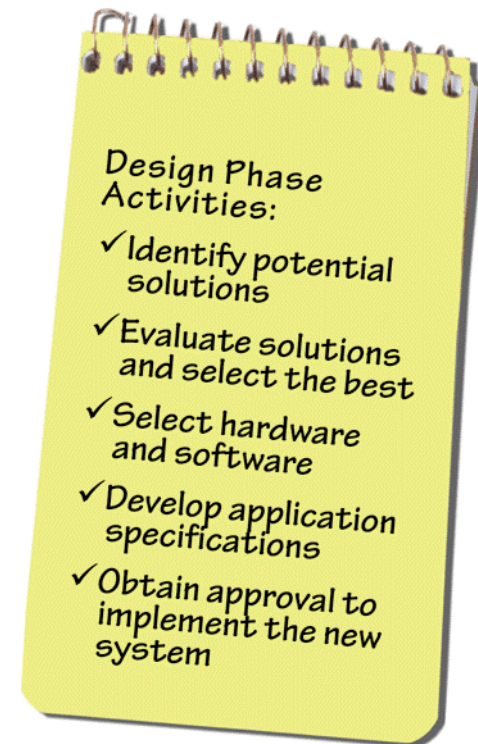 Design Phase
Activities:
✓Identify potential
solutions
✓Evaluate solutions
and select the best
✓Select hardware
and software
✓Develop application
specifications
✓Obtain approval to
implement the new
system